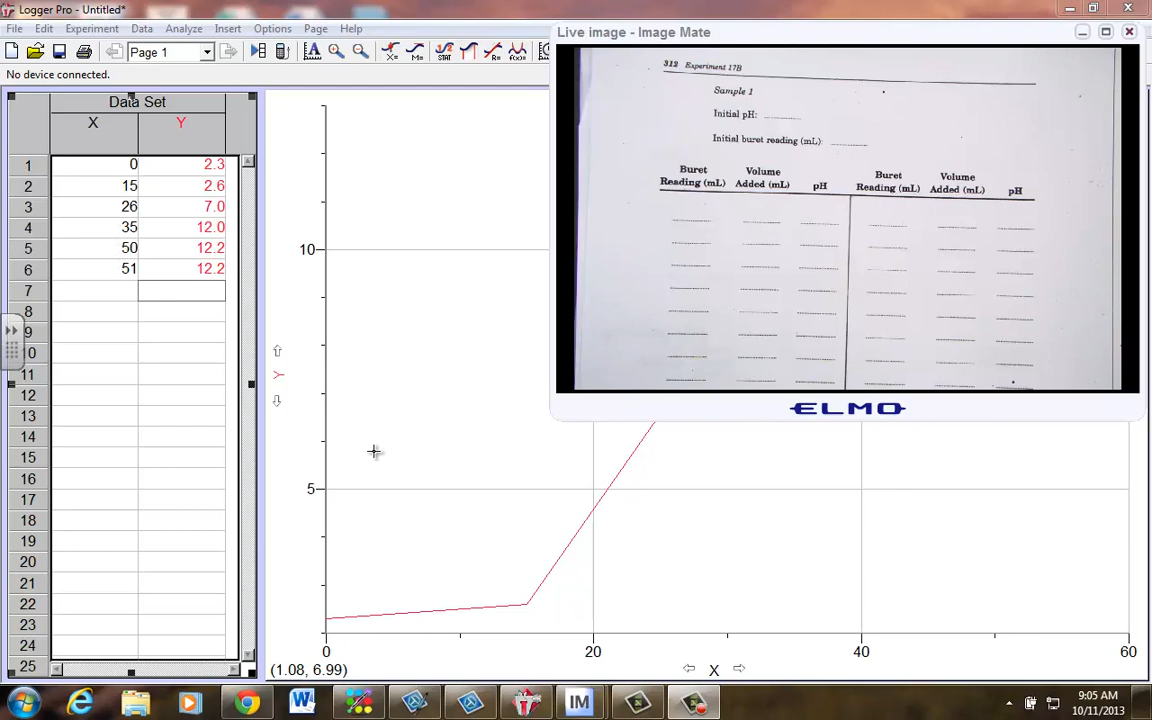 Logger Pro - Untitled*
File Edit Experiment Data Analyze Insert Options Page Help
Page 1
No device connected.
Data Set
X Y
1 0 2.3
2 15 2.6
3 26 7.0
4 35 12.0
5 50 12.2
6 51 12.2
7
8
9
10
11
12
13
14
15
16
17
18
19
20
21
22
23
24
25
10
5
Y
0 20 40 60
(1.08, 6.99)
X
Live image - Image Mate
312 Experiment 17B
Sample 1
Initial pH:
Initial buret reading (mL):
Buret Volume Buret Volume
Reading (mL) Added (mL) pH Reading (mL) Added (mL) pH
ELMO
IM
9:05 AM
10/11/2013